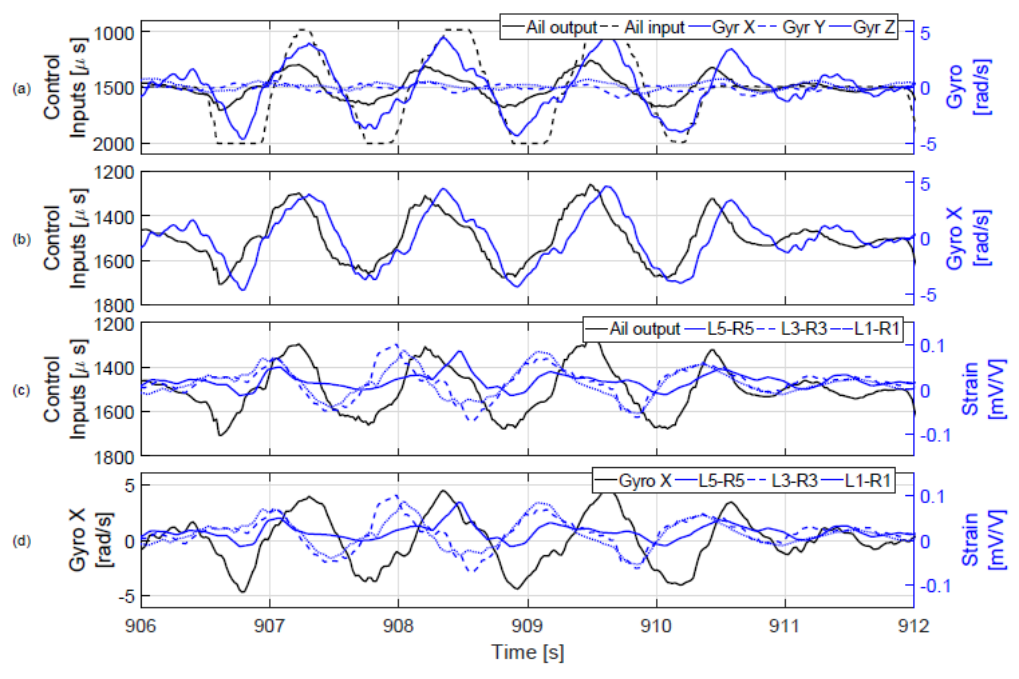 Ail output Ail input Gyr X Gyr Y Gyr Z
(a)
Control
Inputs [μ s]
1000
1500
2000
5
0
-5
Gyro
[rad/s]
(b)
Control
Inputs [μ s]
1200
1400
1600
1800
5
0
-5
Gyro X
[rad/s]
Ail output L5-R5 L3-R3 L1-R1
(c)
Control
Inputs [μ s]
1200
1400
1600
1800
0.1
0
-0.1
Strain
[mV/V]
Gyro X L5-R5 L3-R3 L1-R1
(d)
Gyro X
[rad/s]
5
0
-5
0.1
0
-0.1
Strain
[mV/V]
906 907 908 909 910 911 912
Time [s]